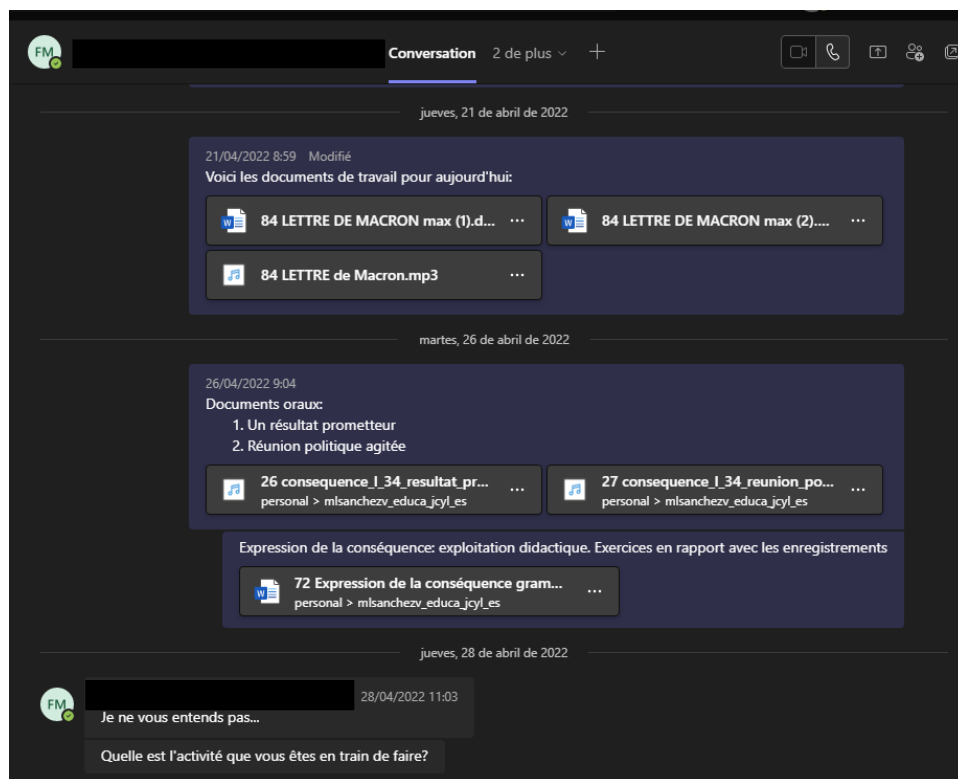 FM
Conversation 2 de plus
jueves, 21 de abril de 2022
21/04/2022 8:59 Modifié
Voici les documents de travail pour aujourd'hui:
84 LETTRE DE MACRON max (1).d... ...
84 LETTRE DE MACRON max (2).... ...
84 LETTRE de Macron.mp3 ...
martes, 26 de abril de 2022
26/04/2022 9:04
Documents oraux:
1. Un résultat prometteur
2. Réunion politique agitée
26 consequence_I_34_resultat_pr... ...
personal > mlsanchezv_educa_jcyl_es
27 consequence_I_34_reunion_po... ...
personal > mlsanchezv_educa_jcyl_es
Expression de la conséquence: exploitation didactique. Exercices en rapport avec les enregistrements
72 Expression de la conséquence gram... ...
personal > mlsanchezv_educa_jcyl_es
jueves, 28 de abril de 2022
FM
28/04/2022 11:03
Je ne vous entends pas...
Quelle est l'activité que vous êtes en train de faire?